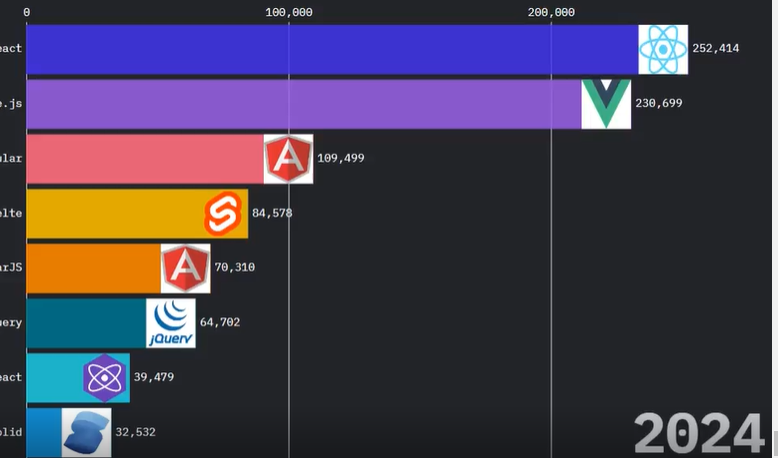 0 100,000 200,000
eact 252,414
e.js 230,699
ular 109,499
elte 84,578
arJS 70,310
uery jQuery 64,702
eact 39,479
olid 32,532
2024